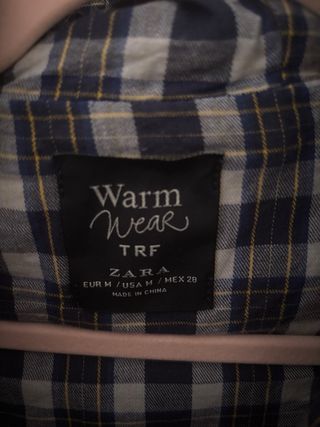 Warm
Wear
TRF
ZARA
EUR M / USA M / MEX 28
MADE IN CHINA